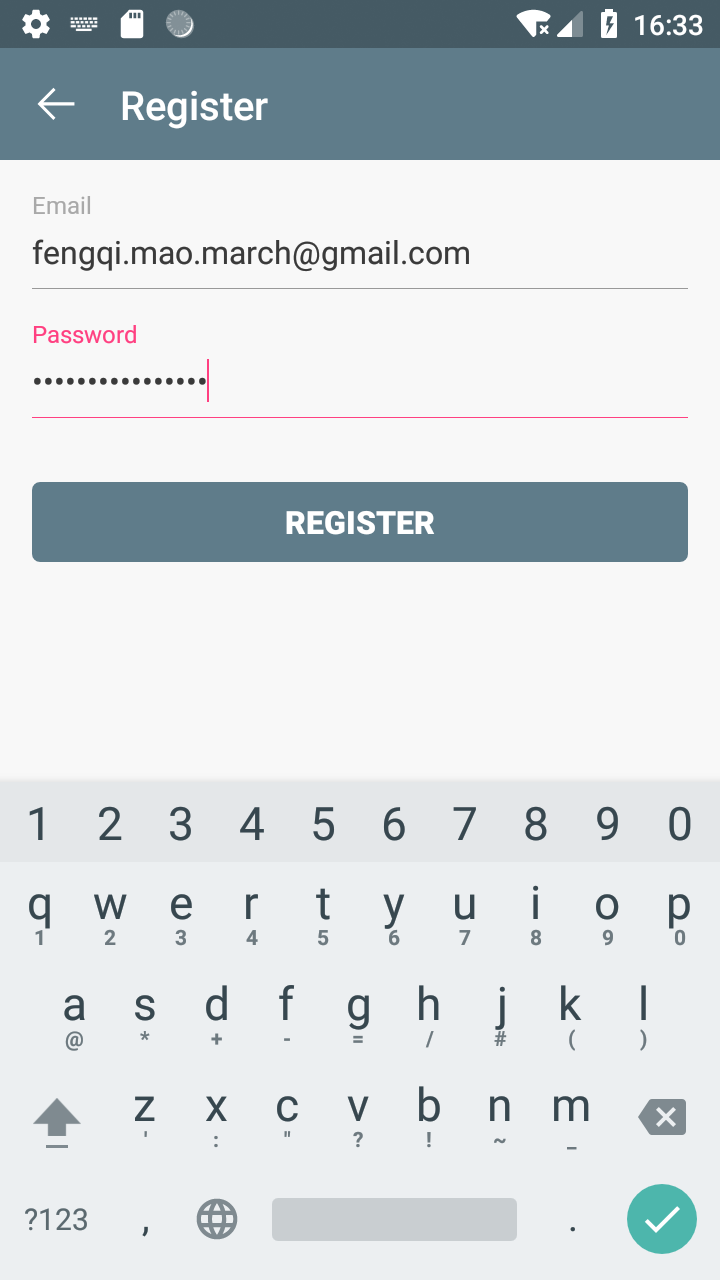 16:33
Register
Email
fengqi.mao.march@gmail.com
Password
••••••••••••••••
REGISTER
1 2 3 4 5 6 7 8 9 0
q w e r t y u i o p
1 2 3 4 5 6 7 8 9 0
a s d f g h j k l
@ * + - = / # ( )
z x c v b n m
' : " ? ! ~ _
?123 , .